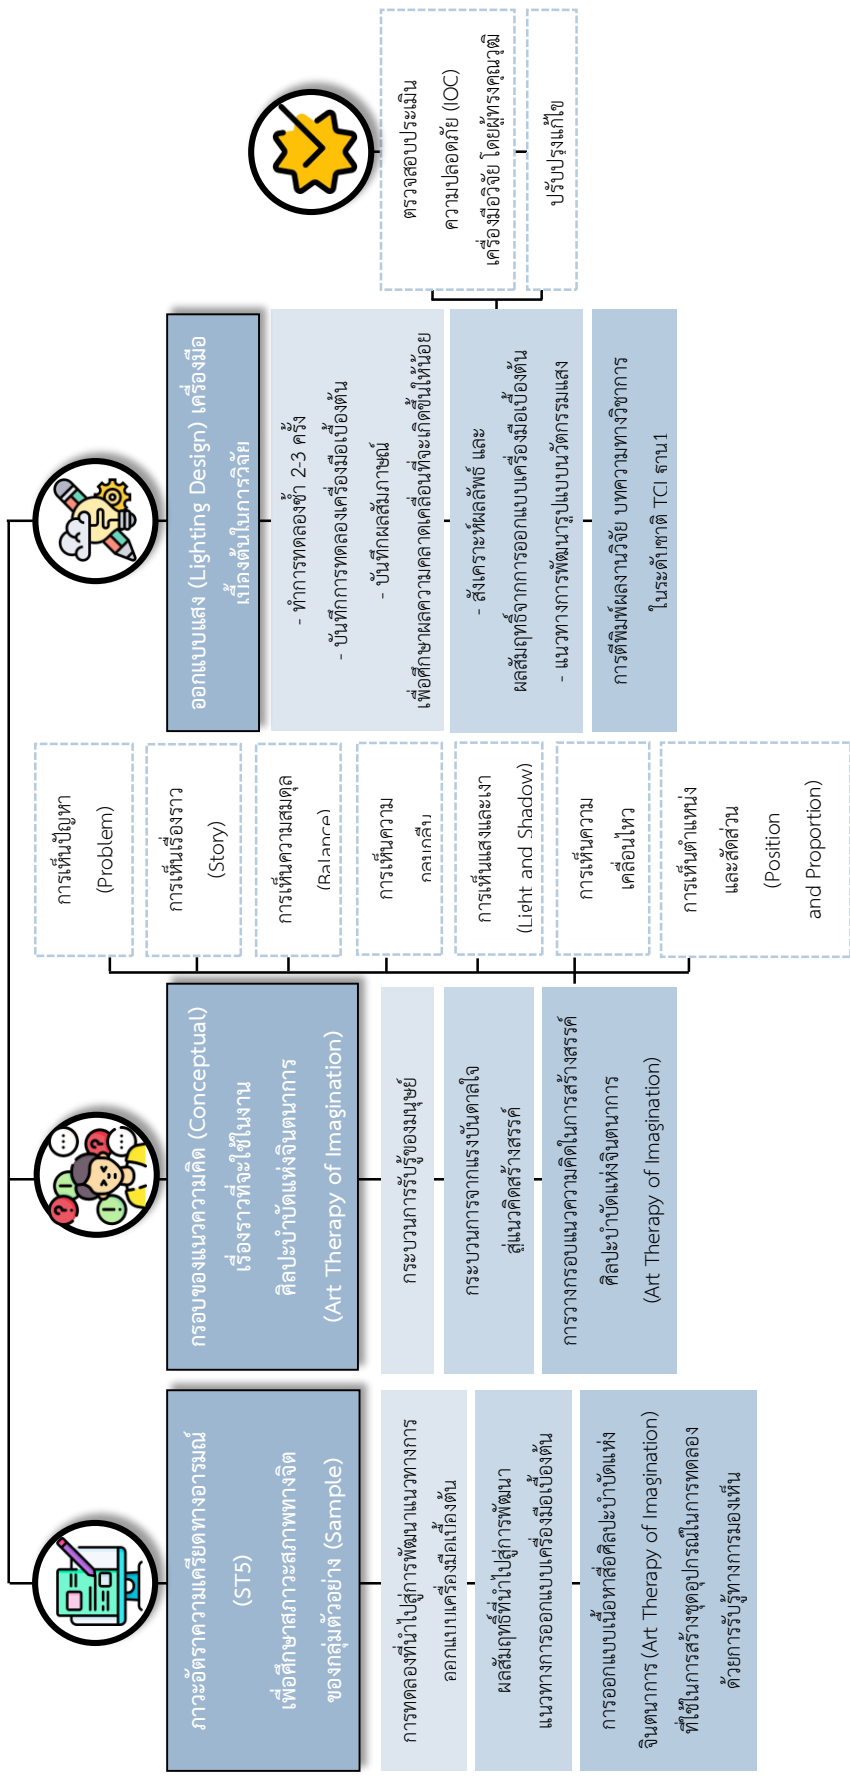 ภาวะอัตราความเครียดทางอารมณ์
(ST5)
เพื่อศึกษาสภาวะสภาพทางจิต
ของกลุ่มตัวอย่าง (Sample)
การทดลองที่นำไปสู่การพัฒนาแนวทางการ
ออกแบบเครื่องมือเบื้องต้น
ผลสัมฤทธิ์ที่นำไปสู่การพัฒนา
แนวทางการออกแบบเครื่องมือเบื้องต้น
การออกแบบเนื้อหาสื่อศิลปะบำบัดแห่ง
จินตนาการ (Art Therapy of Imagination)
ที่ใช้ในการสร้างชุดอุปกรณ์ในการทดลอง
ด้วยการรับรู้ทางการมองเห็น
กรอบของแนวความคิด (Conceptual)
เรื่องราวที่จะใช้ในงาน
ศิลปะบำบัดแห่งจินตนาการ
(Art Therapy of Imagination)
กระบวนการรับรู้ของมนุษย์
กระบวนการจากแรงบันดาลใจ
สู่แนวคิดสร้างสรรค์
การวางกรอบแนวความคิดในการสร้างสรรค์
ศิลปะบำบัดแห่งจินตนาการ
(Art Therapy of Imagination)
การเห็นปัญหา
(Problem)
การเห็นเรื่องราว
(Story)
การเห็นความสมดุล
(Balance)
การเห็นความ
กลมกลืน
การเห็นแสงและเงา
(Light and Shadow)
การเห็นความ
เคลื่อนไหว
การเห็นตำแหน่ง
และสัดส่วน
(Position
and Proportion)
ออกแบบแสง (Lighting Design) เครื่องมือ
เบื้องต้นในการวิจัย
- ทำการทดลองซ้ำ 2-3 ครั้ง
- บันทึกการทดลองเครื่องมือเบื้องต้น
- บันทึกผลสัมภาษณ์
เพื่อศึกษาผลความคลาดเคลื่อนที่จะเกิดขึ้นให้น้อย
- สังเคราะห์ผลลัพธ์ และ
ผลสัมฤทธิ์จากการออกแบบเครื่องมือเบื้องต้น
- แนวทางการพัฒนารูปแบบนวัตกรรมแสง
การตีพิมพ์ผลงานวิจัย บทความทางวิชาการ
ในระดับชาติ TCI ฐาน1
ตรวจสอบประเมิน
ความปลอดภัย (IOC)
เครื่องมือวิจัย โดยผู้ทรงคุณวุฒิ
ปรับปรุงแก้ไข